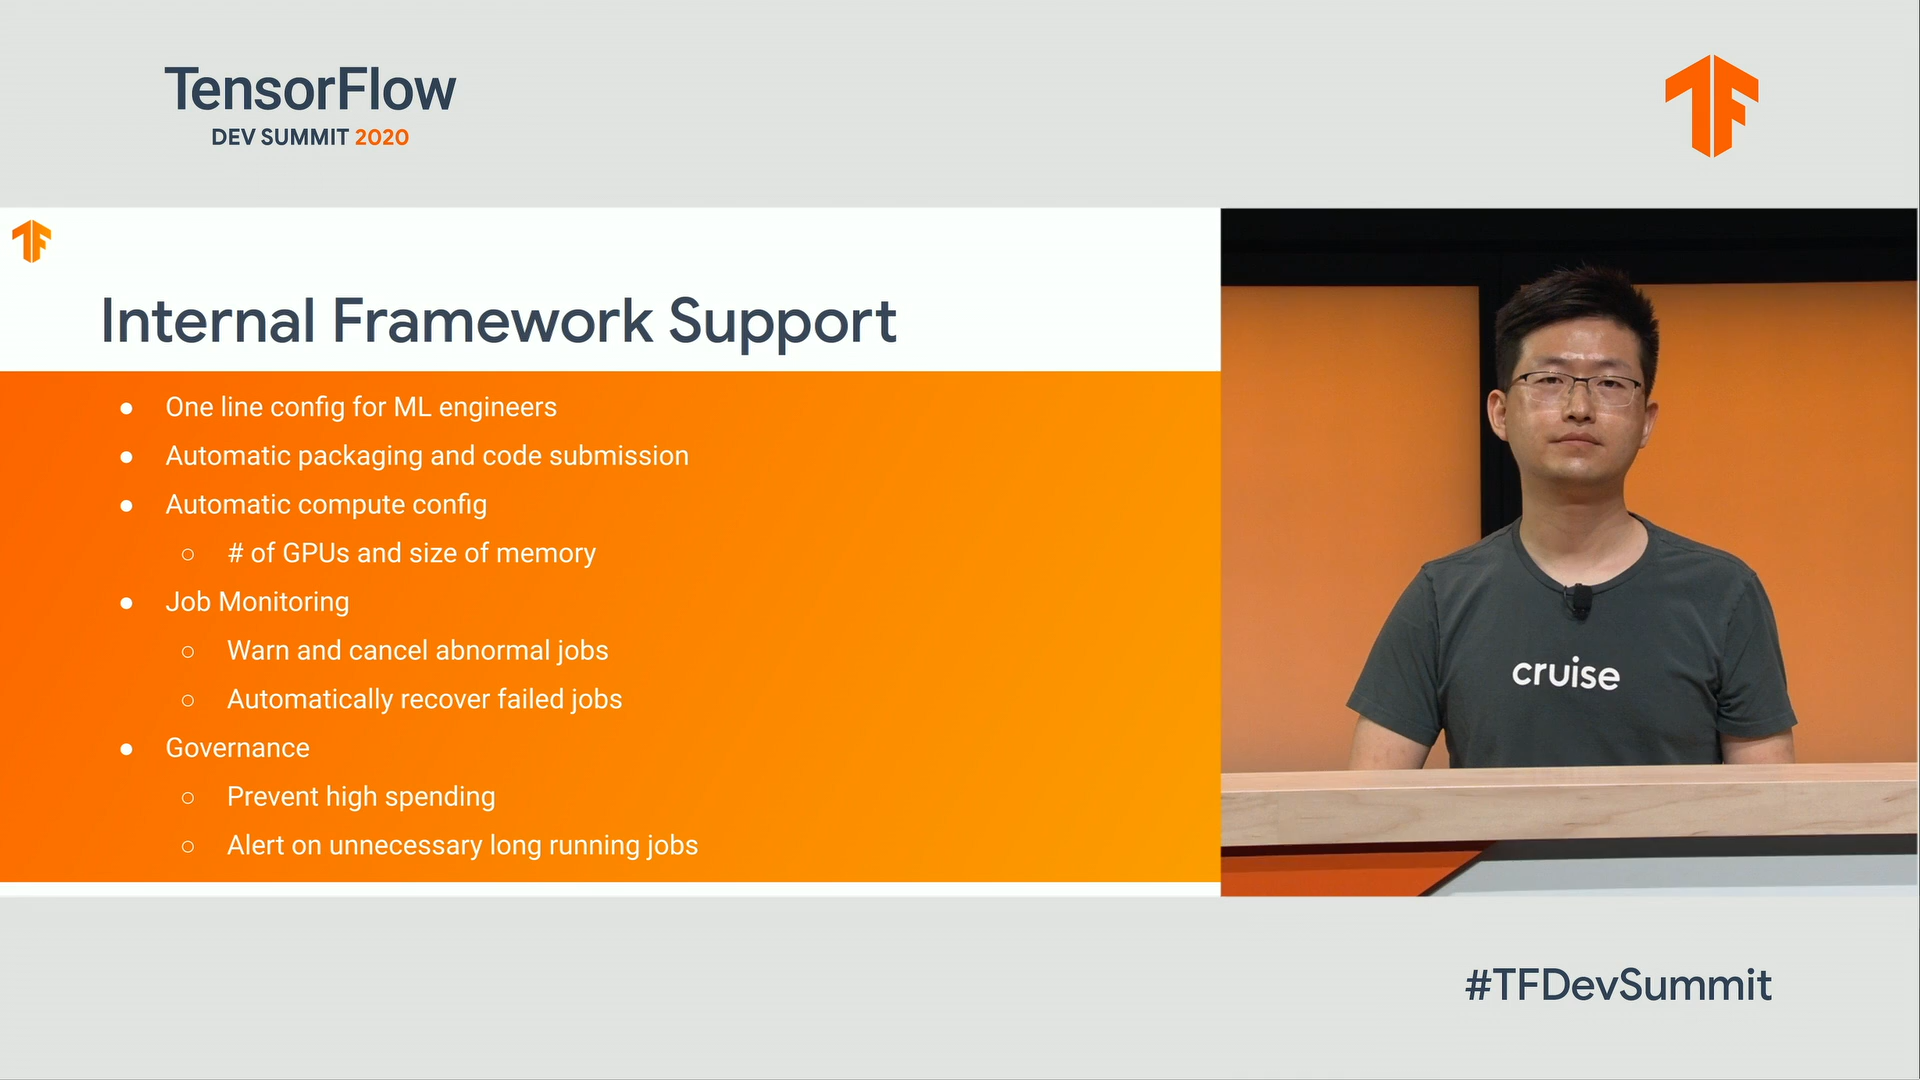 TensorFlow
DEV SUMMIT 2020
Internal Framework Support
● One line config for ML engineers
● Automatic packaging and code submission
● Automatic compute config
○ # of GPUs and size of memory
● Job Monitoring
○ Warn and cancel abnormal jobs
○ Automatically recover failed jobs
● Governance
○ Prevent high spending
○ Alert on unnecessary long running jobs
cruise
#TFDevSummit